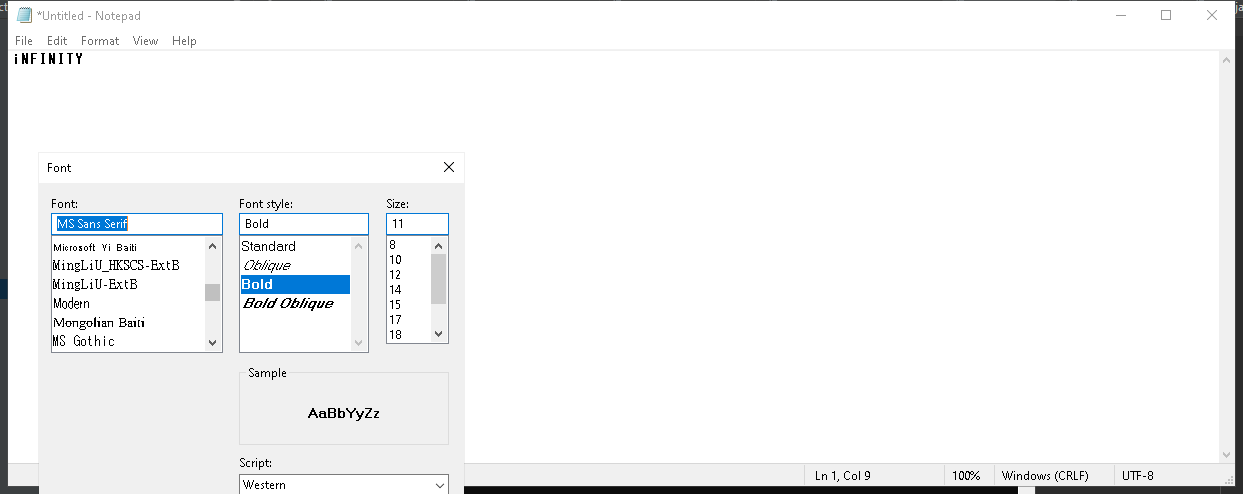 *Untitled - Notepad
File Edit Format View Help
iNFINITY
Font
Font: Font style: Size:
MS Sans Serif Bold 11
Microsoft Yi Baiti
MingLiU_HKSCS-ExtB
MingLiU-ExtB
Modern
Mongolian Baiti
MS Gothic
Standard
Oblique
Bold
Bold Oblique
8
10
12
14
15
17
18
Sample
AaBbYyZz
Script:
Western
Ln 1, Col 9 100% Windows (CRLF) UTF-8